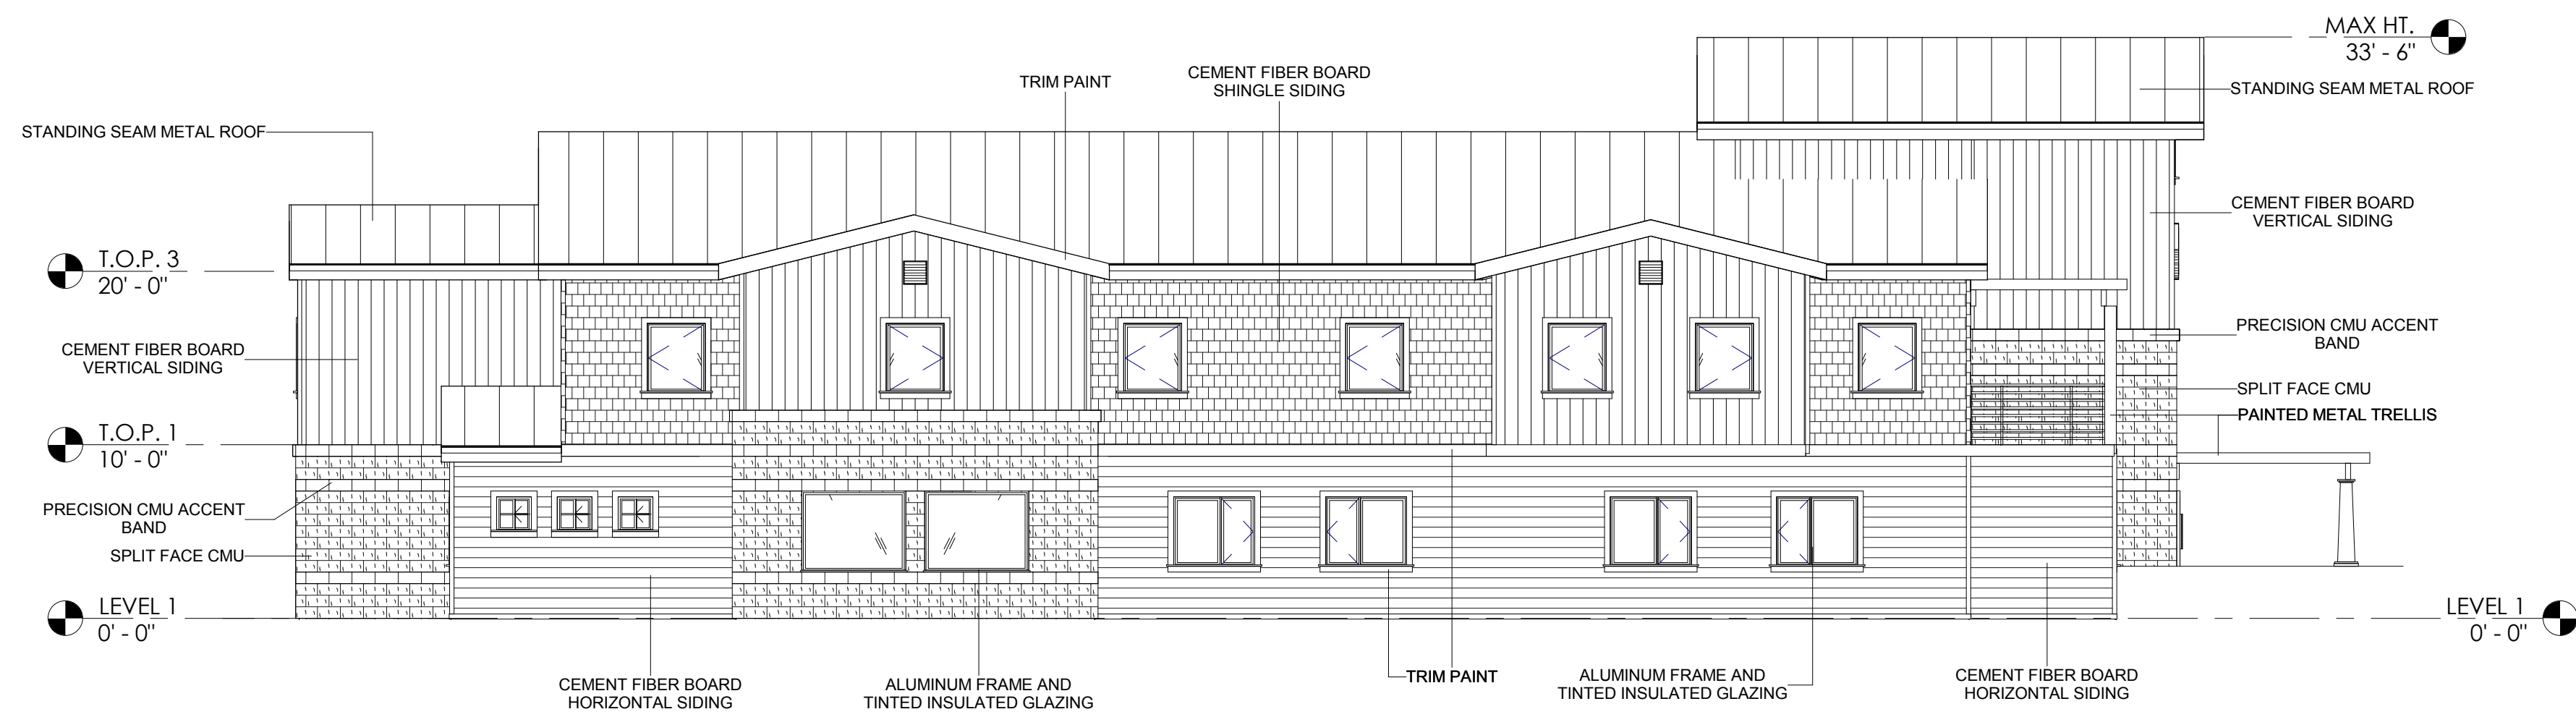 MAX HT.
33' - 6"
CEMENT FIBER BOARD
SHINGLE SIDING
TRIM PAINT
STANDING SEAM METAL ROOF
STANDING SEAM METAL ROOF
CEMENT FIBER BOARD
VERTICAL SIDING
T.O.P. 3
20' - 0"
PRECISION CMU ACCENT
BAND
CEMENT FIBER BOARD
VERTICAL SIDING
SPLIT FACE CMU
PAINTED METAL TRELLIS
T.O.P. 1
10' - 0"
PRECISION CMU ACCENT
BAND
SPLIT FACE CMU
LEVEL 1
0' - 0"
LEVEL 1
0' - 0"
CEMENT FIBER BOARD
HORIZONTAL SIDING
ALUMINUM FRAME AND
TINTED INSULATED GLAZING
TRIM PAINT
ALUMINUM FRAME AND
TINTED INSULATED GLAZING
CEMENT FIBER BOARD
HORIZONTAL SIDING